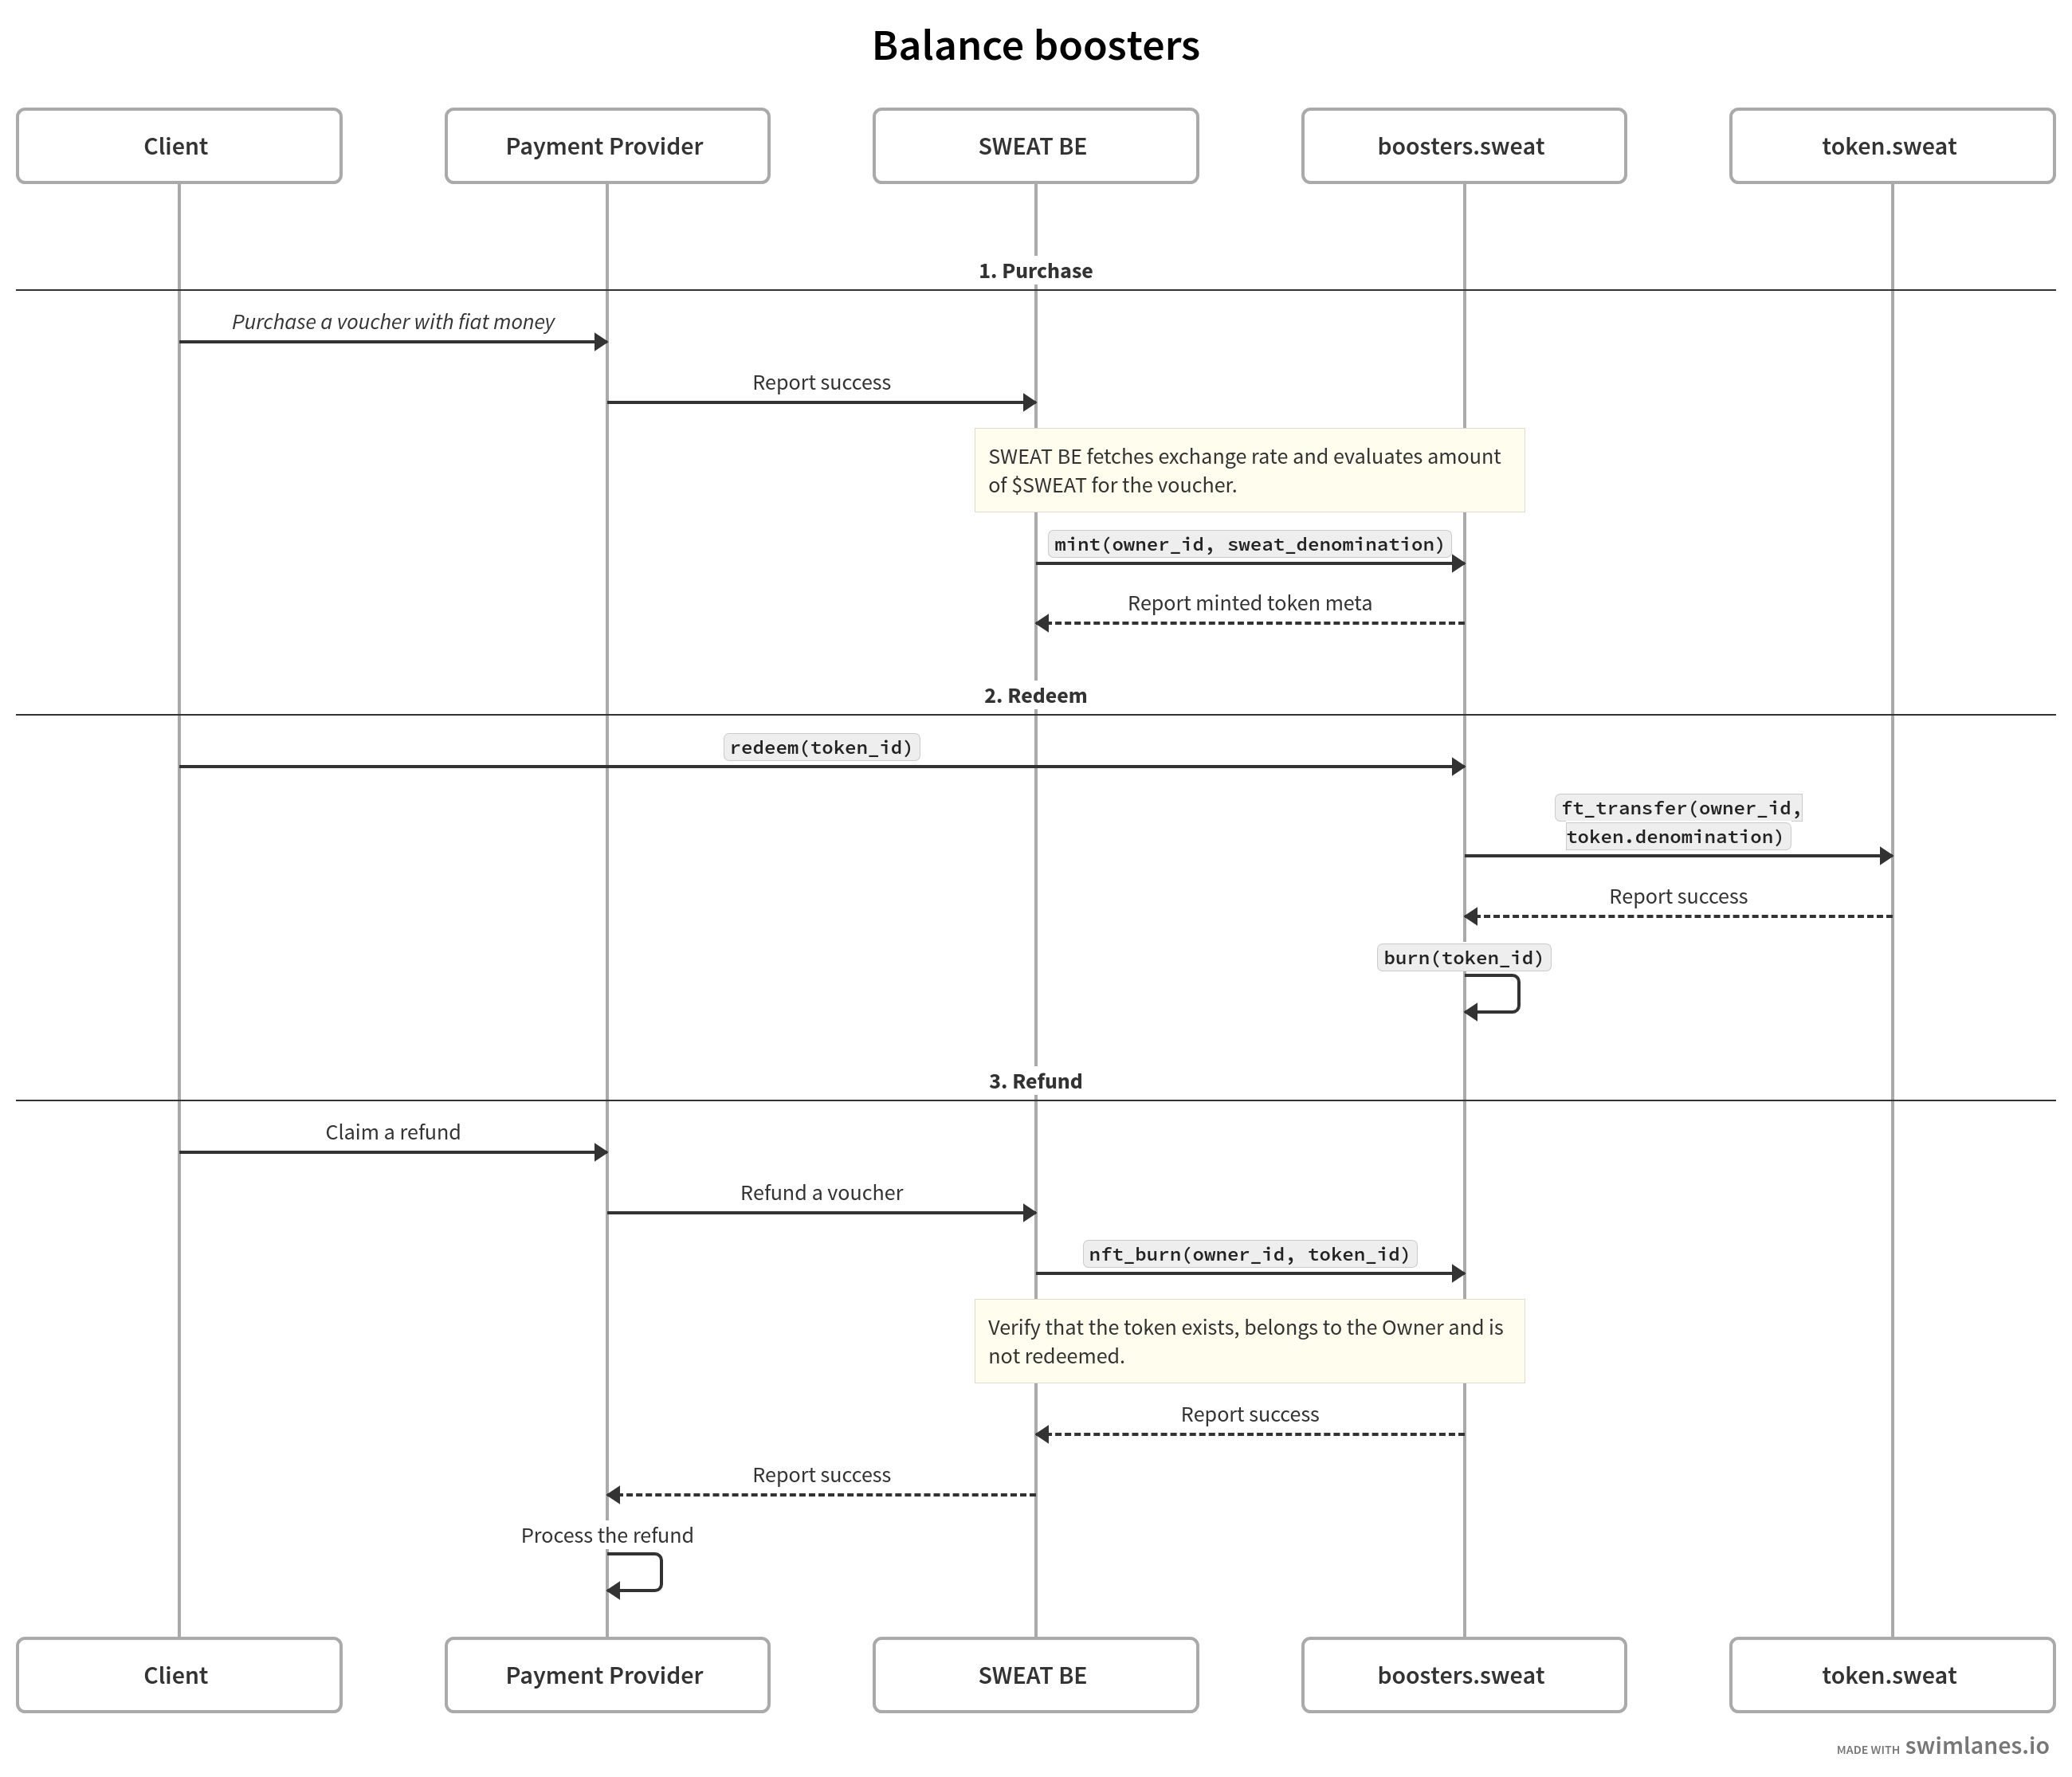 Balance boosters
Client
Payment Provider
SWEAT BE
boosters.sweat
token.sweat
1. Purchase
Purchase a voucher with fiat money
Report success
SWEAT BE fetches exchange rate and evaluates amount
of $SWEAT for the voucher.
mint(owner_id, sweat_denomination)
Report minted token meta
2. Redeem
redeem(token_id)
ft_transfer(owner_id,
token.denomination)
Report success
burn(token_id)
3. Refund
Claim a refund
Refund a voucher
nft_burn(owner_id, token_id)
Verify that the token exists, belongs to the Owner and is
not redeemed.
Report success
Report success
Process the refund
Client
Payment Provider
SWEAT BE
boosters.sweat
token.sweat
MADE WITH swimlanes.io